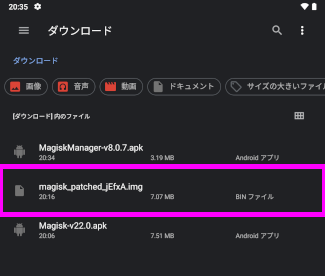 20:35
ダウンロード
ダウンロード
画像
音声
動画
ドキュメント
サイズの大きいファイル
[ダウンロード] 内のファイル
MagiskManager-v8.0.7.apk
20:34 3.19 MB Android アプリ
magisk_patched_jEfxA.img
20:16 7.07 MB BIN ファイル
Magisk-v22.0.apk
20:06 7.51 MB Android アプリ